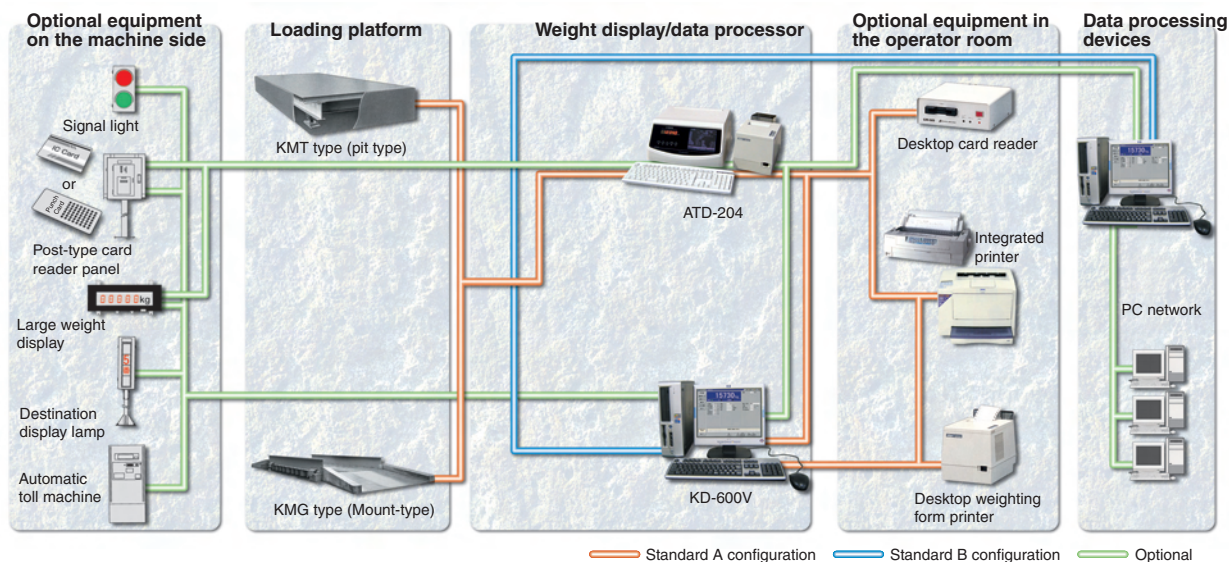 Optional equipment
on the machine side
Loading platform
Weight display/data processor
Optional equipment in
the operator room
Data processing
devices
Signal light
IC Card
or
Punch
Card
Post-type card
reader panel
00000kg
Large weight
display
Destination
display lamp
Automatic
toll machine
KMT type (pit type)
KMG type (Mount-type)
ATD-204
15730
KD-600V
Desktop card reader
Integrated
printer
Desktop weighting
form printer
15730
PC network
Standard A configuration
Standard B configuration
Optional